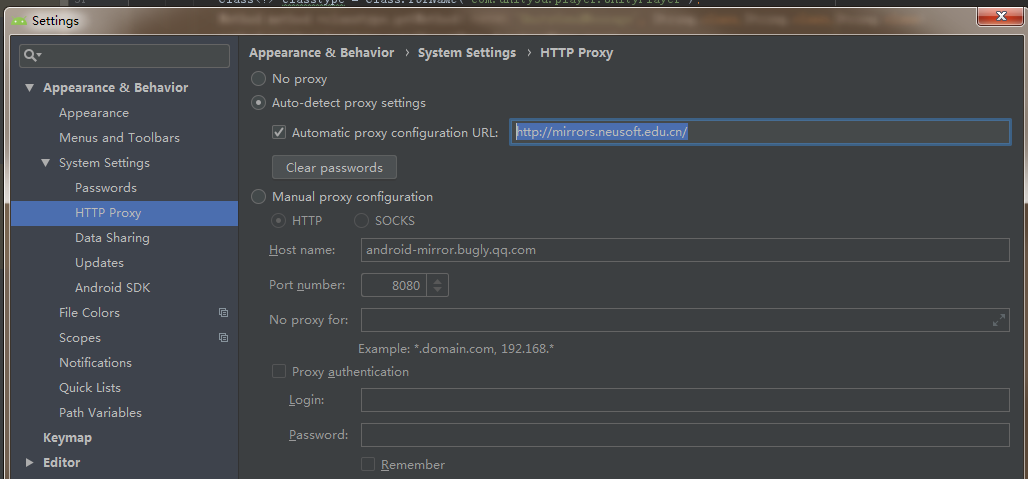 Settings
Appearance & Behavior › System Settings › HTTP Proxy
Appearance & Behavior
Appearance
Menus and Toolbars
System Settings
Passwords
HTTP Proxy
Data Sharing
Updates
Android SDK
File Colors
Scopes
Notifications
Quick Lists
Path Variables
Keymap
Editor
No proxy
Auto-detect proxy settings
Automatic proxy configuration URL: http://mirrors.neusoft.edu.cn/
Clear passwords
Manual proxy configuration
HTTP SOCKS
Host name: android-mirror.bugly.qq.com
Port number: 8080
No proxy for:
Example: *.domain.com, 192.168.*
Proxy authentication
Login:
Password:
Remember